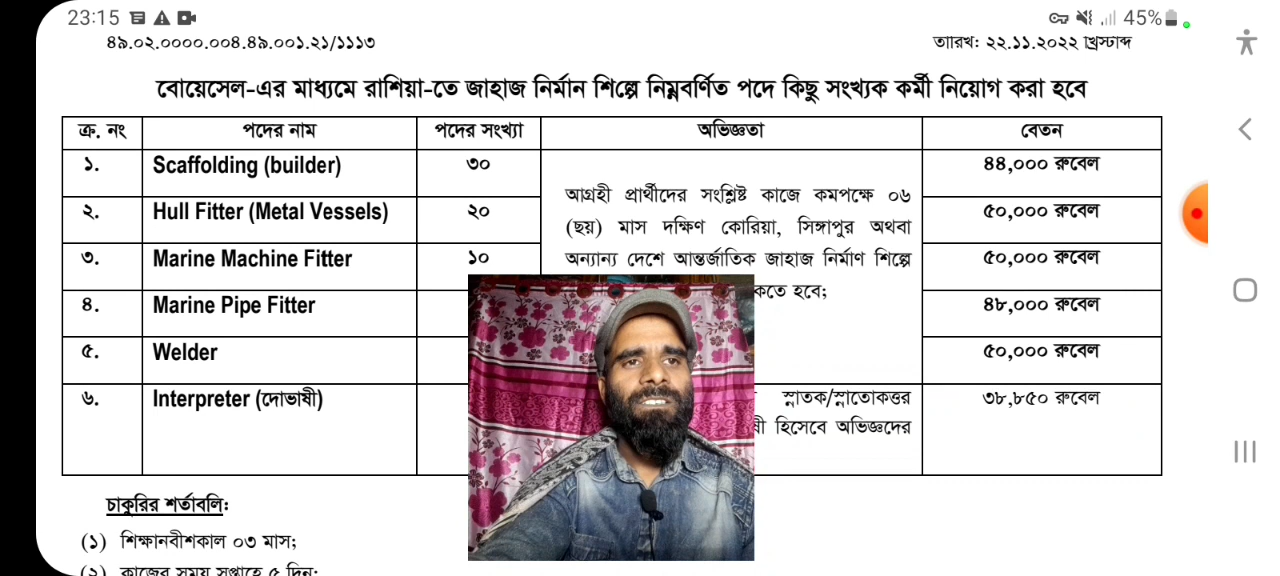 23:15 45%
৪৯.০২.০০০০.০০৪.৪৯.০০১.২১/১১১৩ তাারিখ: ২২.১১.২০২২ খ্রিস্টাব্দ
বোয়েসেল-এর মাধ্যমে রাশিয়া-তে জাহাজ নির্মান শিল্পে নিম্নবর্ণিত পদে কিছু সংখ্যক কর্মী নিয়োগ করা হবে
ক্র. নং পদের নাম পদের সংখ্যা অভিজ্ঞতা বেতন
১. Scaffolding (builder) ৩০ ৪৪,০০০ রুবেল
আগ্রহী প্রার্থীদের সংশ্লিষ্ট কাজে কমপক্ষে ০৬
২. Hull Fitter (Metal Vessels) ২০ (ছয়) মাস দক্ষিণ কোরিয়া, সিঙ্গাপুর অথবা ৫০,০০০ রুবেল
৩. Marine Machine Fitter ১০ অন্যান্য দেশে আন্তর্জাতিক জাহাজ নির্মাণ শিল্পে ৫০,০০০ রুবেল
৪. Marine Pipe Fitter কতে হবে; ৪৮,০০০ রুবেল
৫. Welder ৫০,০০০ রুবেল
৬. Interpreter (দোভাষী) স্নাতক/স্নাতোকত্তর ৩৮,৮৫০ রুবেল
ষী হিসেবে অভিজ্ঞদের
চাকুরির শর্তাবলি:
(১) শিক্ষানবীশকাল ০৩ মাস;
(২) কাজের সময় সপ্তাহে ৫ দিন;